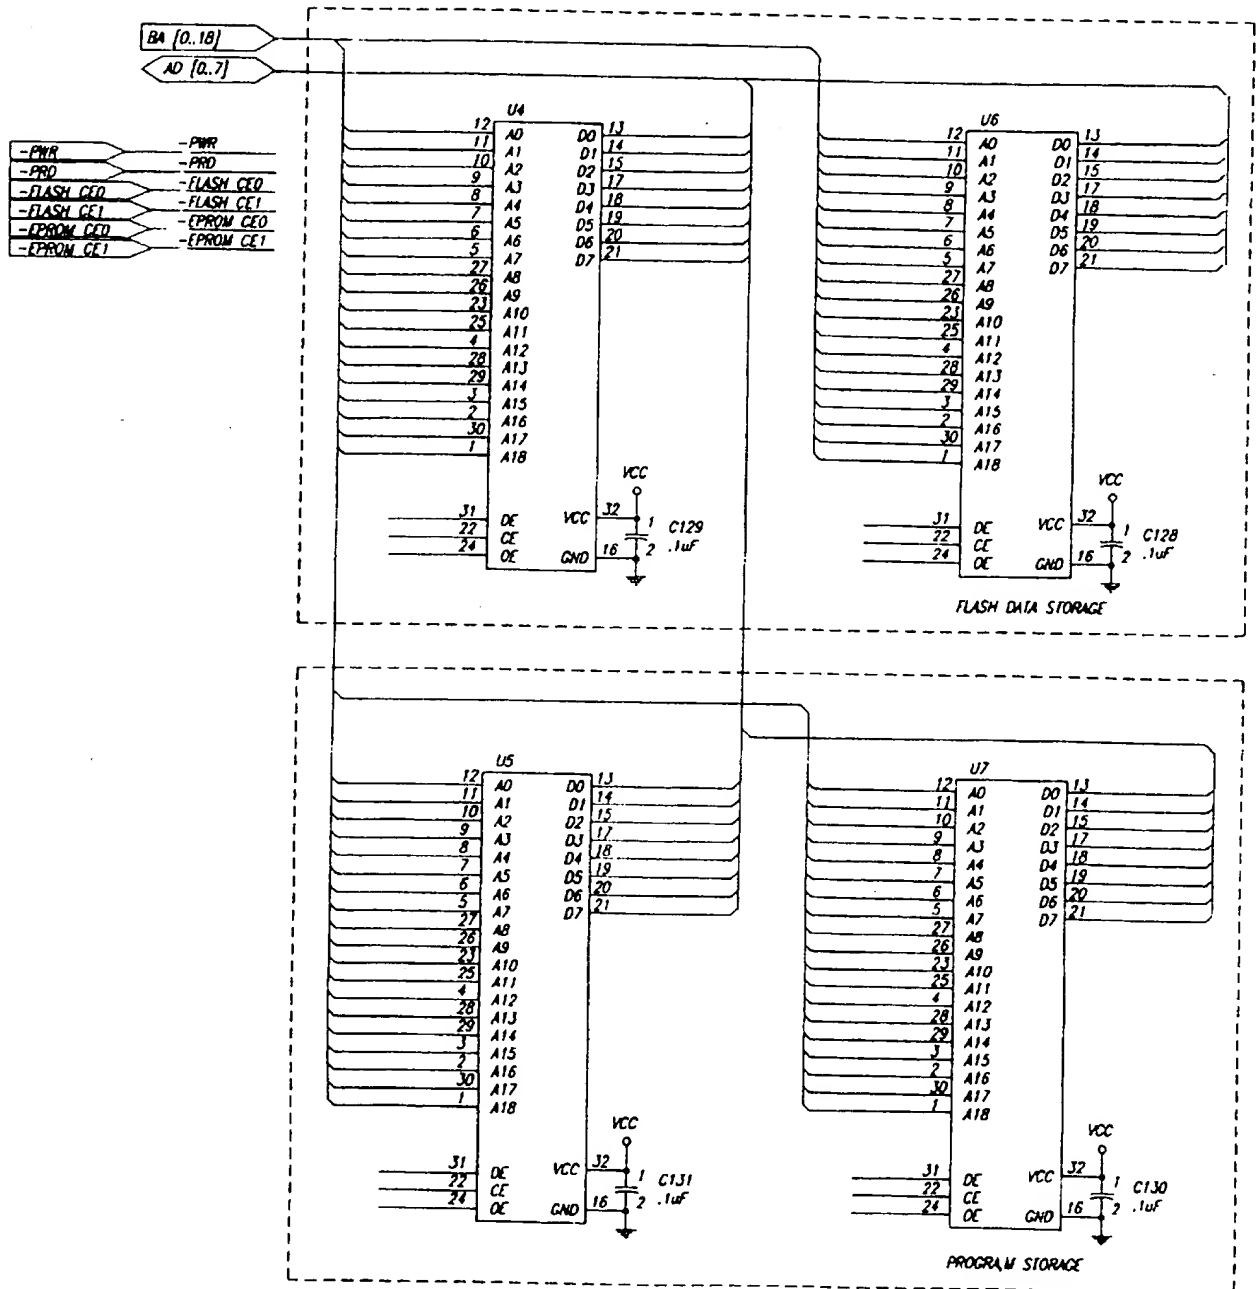 BA [0..18]
AD [0..7]
-PWR -PWR
-PRD -PRD
-FLASH CE0 -FLASH CE0
-FLASH CE1 -FLASH CE1
-EPROM CE0 -EPROM CE0
-EPROM CE1 -EPROM CE1
U4
12 A0 D0 13
11 A1 D1 14
10 A2 D2 15
9 A3 D3 17
8 A4 D4 18
7 A5 D5 19
6 A6 D6 20
5 A7 D7 21
27 A8
26 A9
23 A10
25 A11
4 A12
28 A13
29 A14
3 A15
2 A16
30 A17
1 A18
VCC
31 DE VCC 32 1 C129
22 CE 2 .1uF
24 OE GND 16
U6
12 A0 D0 13
11 A1 D1 14
10 A2 D2 15
9 A3 D3 17
8 A4 D4 18
7 A5 D5 19
6 A6 D6 20
5 A7 D7 21
27 A8
26 A9
23 A10
25 A11
4 A12
28 A13
29 A14
3 A15
2 A16
30 A17
1 A18
VCC
31 DE VCC 32 1 C128
22 CE 2 .1uF
24 OE GND 16
FLASH DATA STORAGE
U5
12 A0 D0 13
11 A1 D1 14
10 A2 D2 15
9 A3 D3 17
8 A4 D4 18
7 A5 D5 19
6 A6 D6 20
5 A7 D7 21
27 A8
26 A9
23 A10
25 A11
4 A12
28 A13
29 A14
3 A15
2 A16
30 A17
1 A18
VCC
31 DE VCC 32 1 C131
22 CE 2 .1uF
24 OE GND 16
U7
12 A0 D0 13
11 A1 D1 14
10 A2 D2 15
9 A3 D3 17
8 A4 D4 18
7 A5 D5 19
6 A6 D6 20
5 A7 D7 21
27 A8
26 A9
23 A10
25 A11
4 A12
28 A13
29 A14
3 A15
2 A16
30 A17
1 A18
VCC
31 DE VCC 32 1 C130
22 CE 2 .1uF
24 OE GND 16
PROGRAM STORAGE